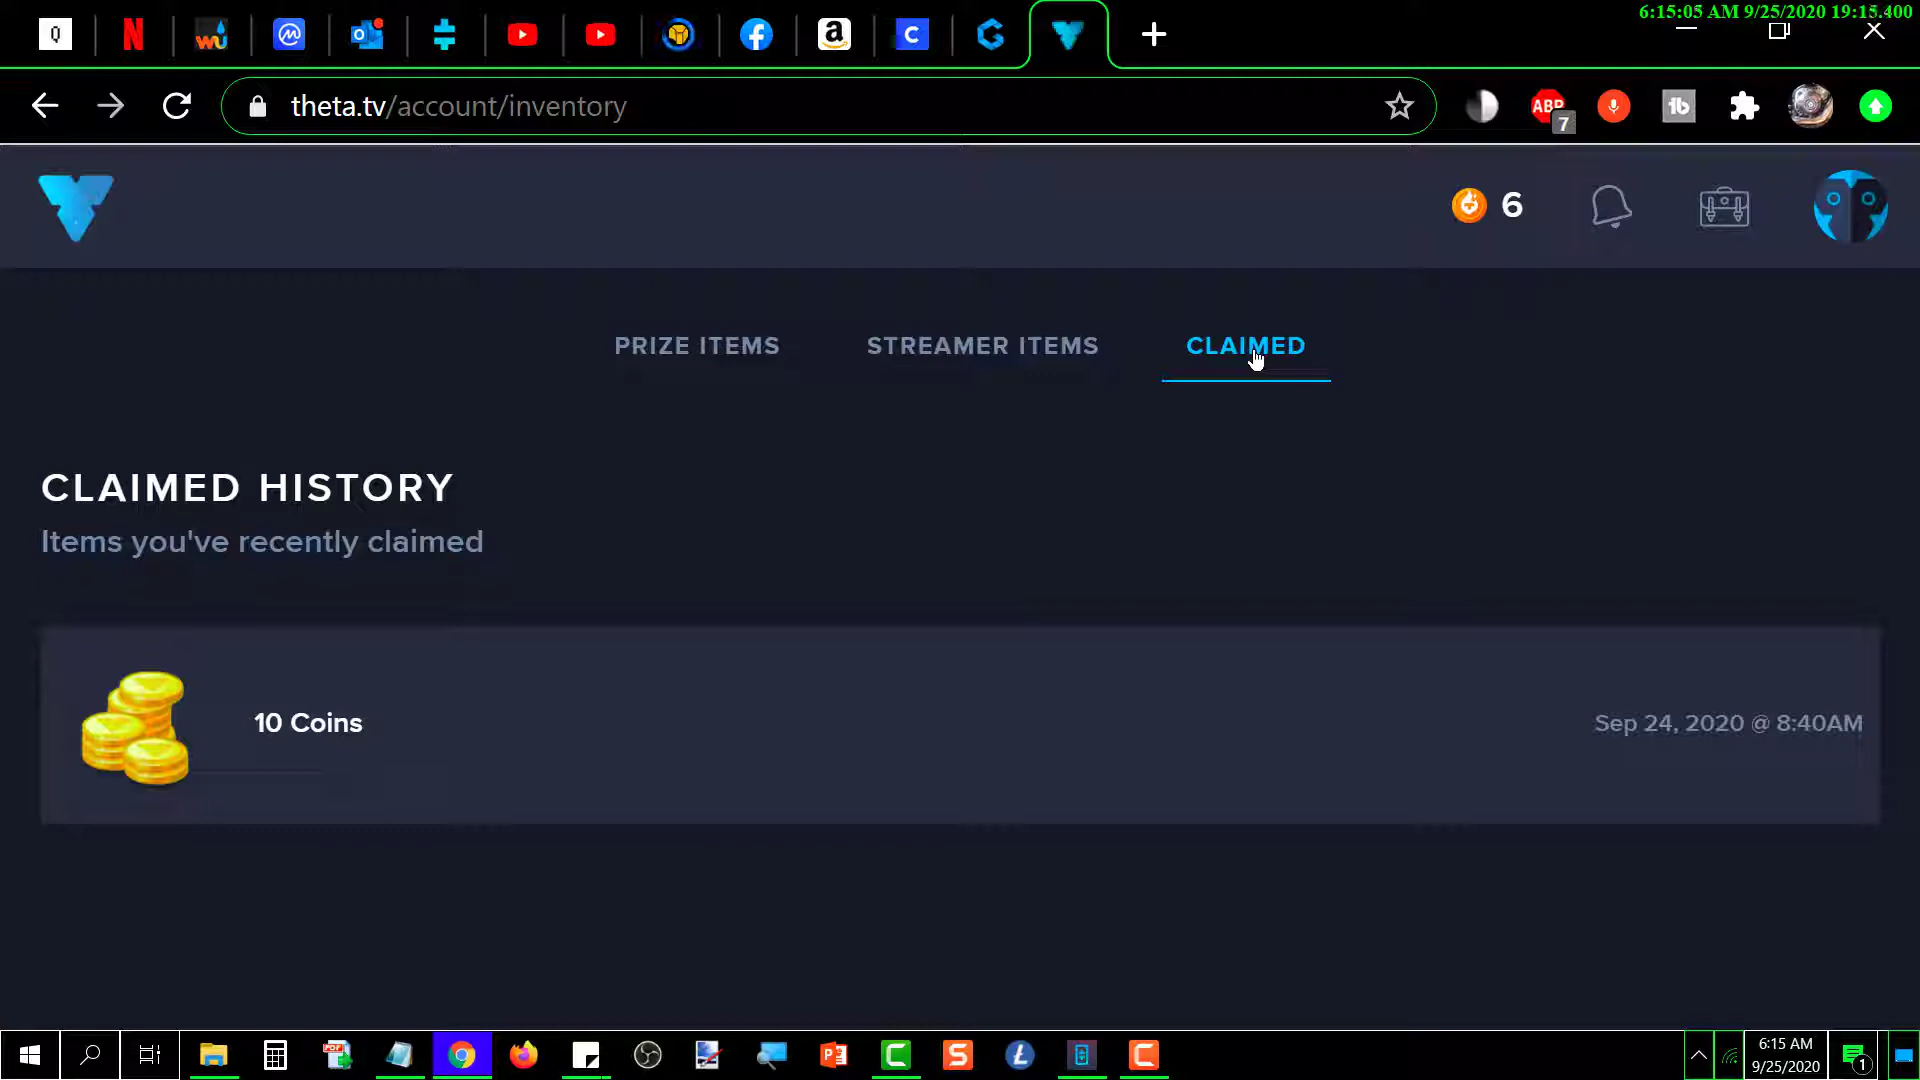 6:15:05 AM 9/25/2020 19:15.400
theta.tv/account/inventory
ABP
7
6
PRIZE ITEMS
STREAMER ITEMS
CLAIMED
CLAIMED HISTORY
Items you've recently claimed
10 Coins
Sep 24, 2020 @ 8:40AM
6:15 AM
9/25/2020
1